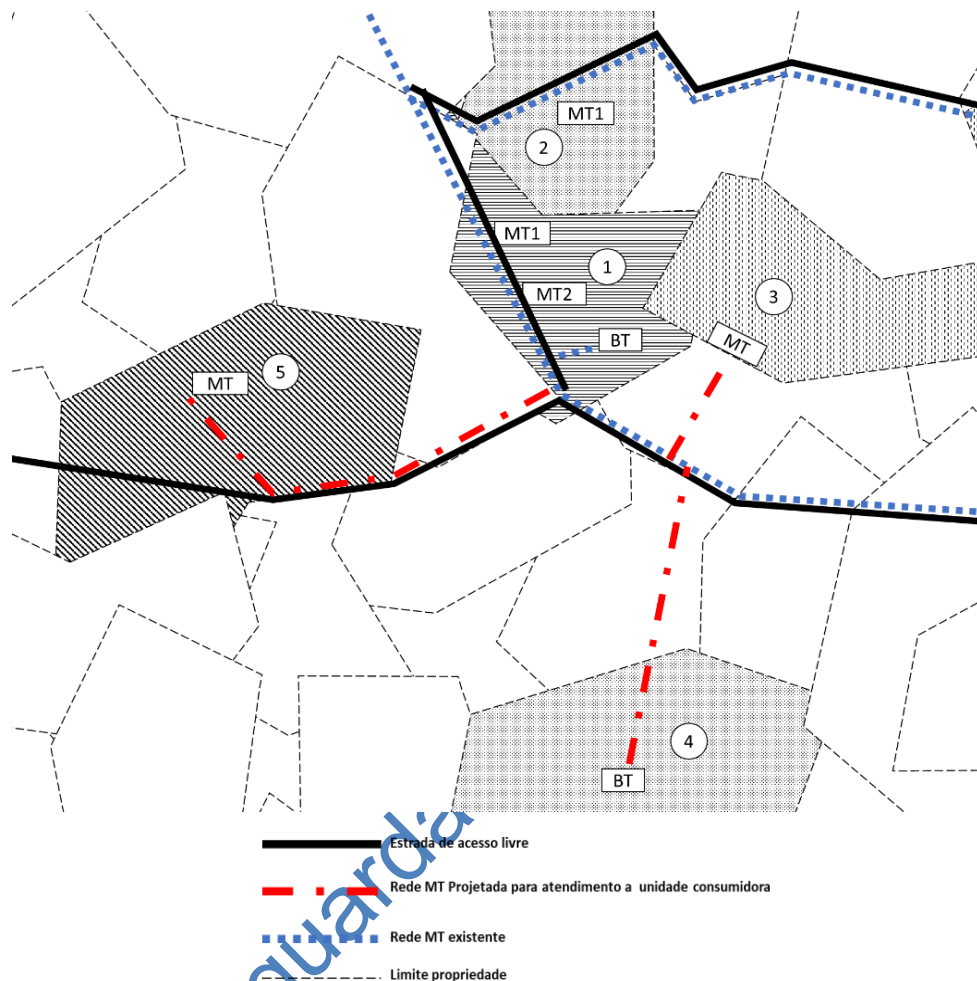 MT1
2
MT1
1
MT2
3
BT
MT
5
MT
4
BT
Estrada de acesso livre
Rede MT Projetada para atendimento a unidade consumidora
Rede MT existente
Limite propriedade